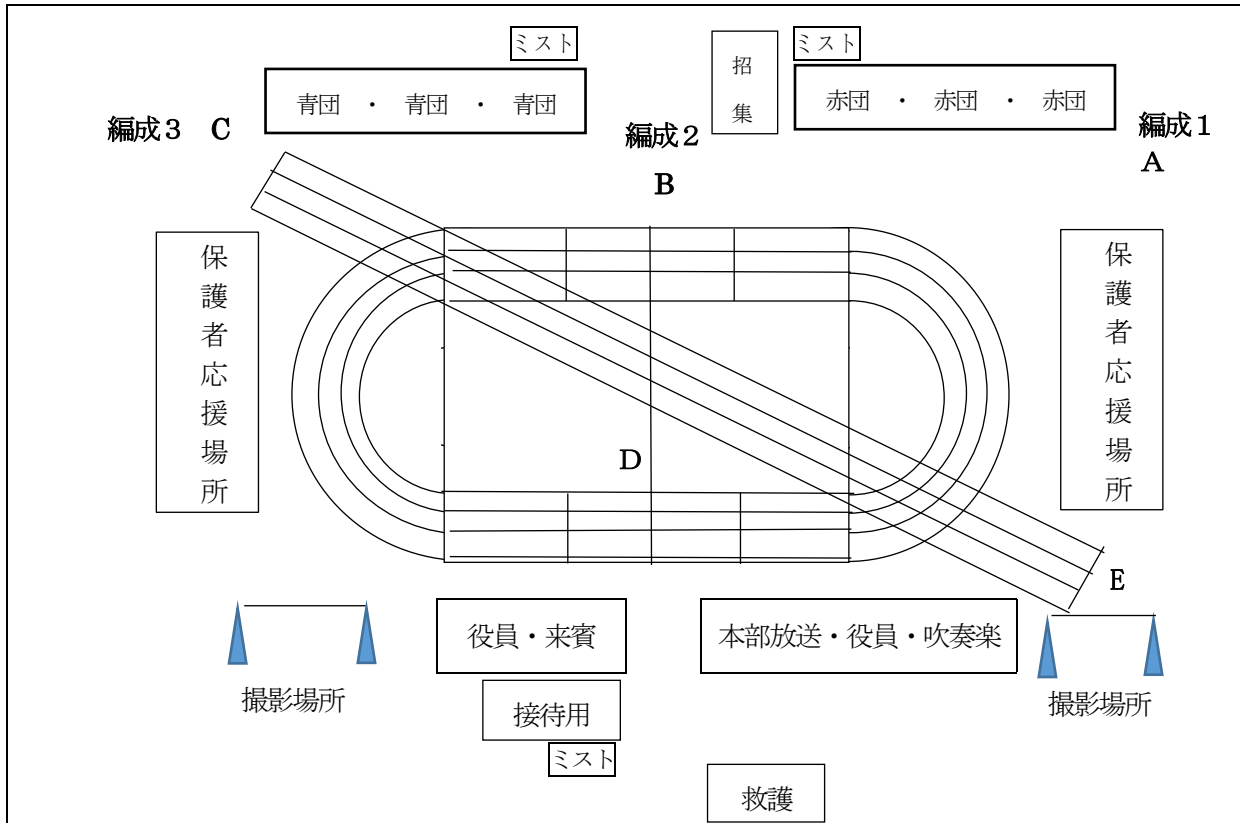 ミスト
ミスト
招集
青団 ・ 青団 ・ 青団
赤団 ・ 赤団 ・ 赤団
編成3 C
編成2
B
編成1
A
保護者応援場所
保護者応援場所
D
E
役員・来賓
本部放送・役員・吹奏楽
撮影場所
接待用
撮影場所
ミスト
救護